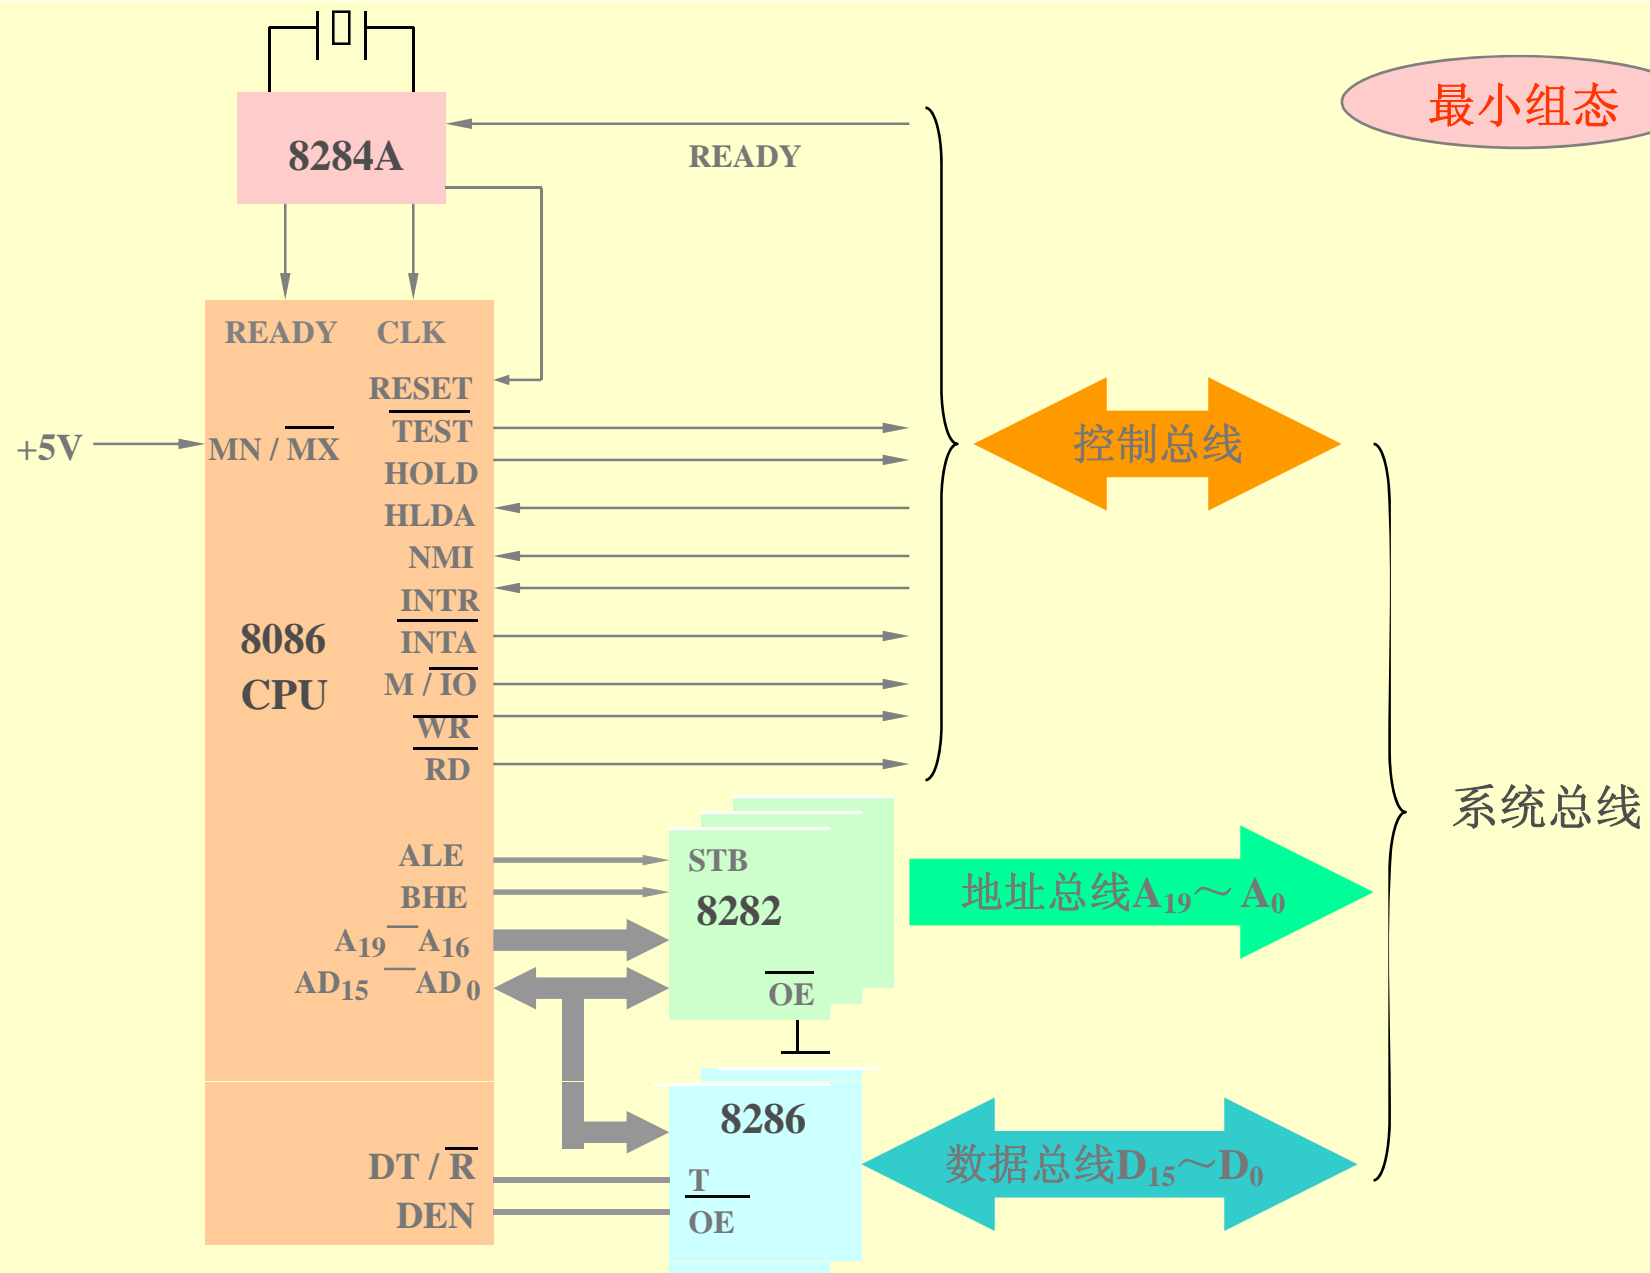 最小组态
8284A
READY
READY CLK
RESET
TEST
+5V
MN / MX
HOLD
HLDA
NMI
INTR
INTA
8086
CPU
M / IO
WR
RD
控制总线
系统总线
ALE
BHE
A19 — A16
AD15 — AD0
STB
8282
OE
地址总线A19～A0
8286
DT / R
DEN
T
OE
数据总线D15～D0